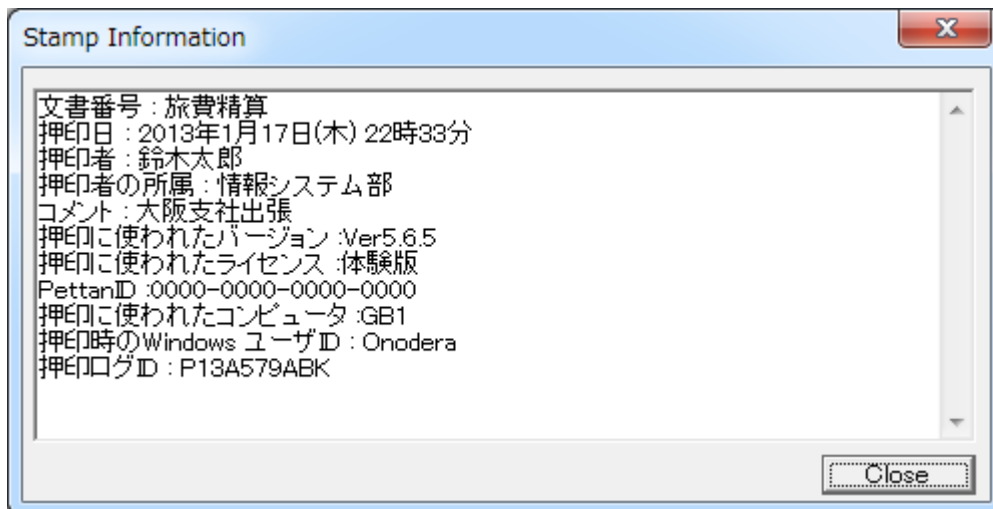 Stamp Information
文書番号 : 旅費精算
押印日 : 2013年1月17日(木) 22時33分
押印者 : 鈴木太郎
押印者の所属 : 情報システム部
コメント : 大阪支社出張
押印に使われたバージョン :Ver5.6.5
押印に使われたライセンス :体験版
PettanID :0000-0000-0000-0000
押印に使われたコンピュータ :GB1
押印時のWindows ユーザID : Onodera
押印ログID : P13A579ABK
Close